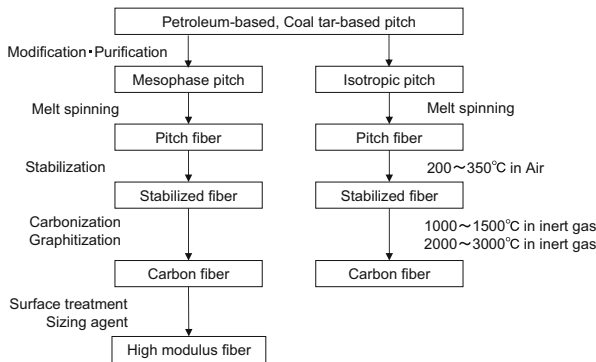 Petroleum-based, Coal tar-based pitch
Modification・Purification
Mesophase pitch
Isotropic pitch
Melt spinning
Melt spinning
Pitch fiber
Pitch fiber
Stabilization
200～350℃ in Air
Stabilized fiber
Stabilized fiber
Carbonization
Graphitization
1000～1500℃ in inert gas
2000～3000℃ in inert gas
Carbon fiber
Carbon fiber
Surface treatment
Sizing agent
High modulus fiber